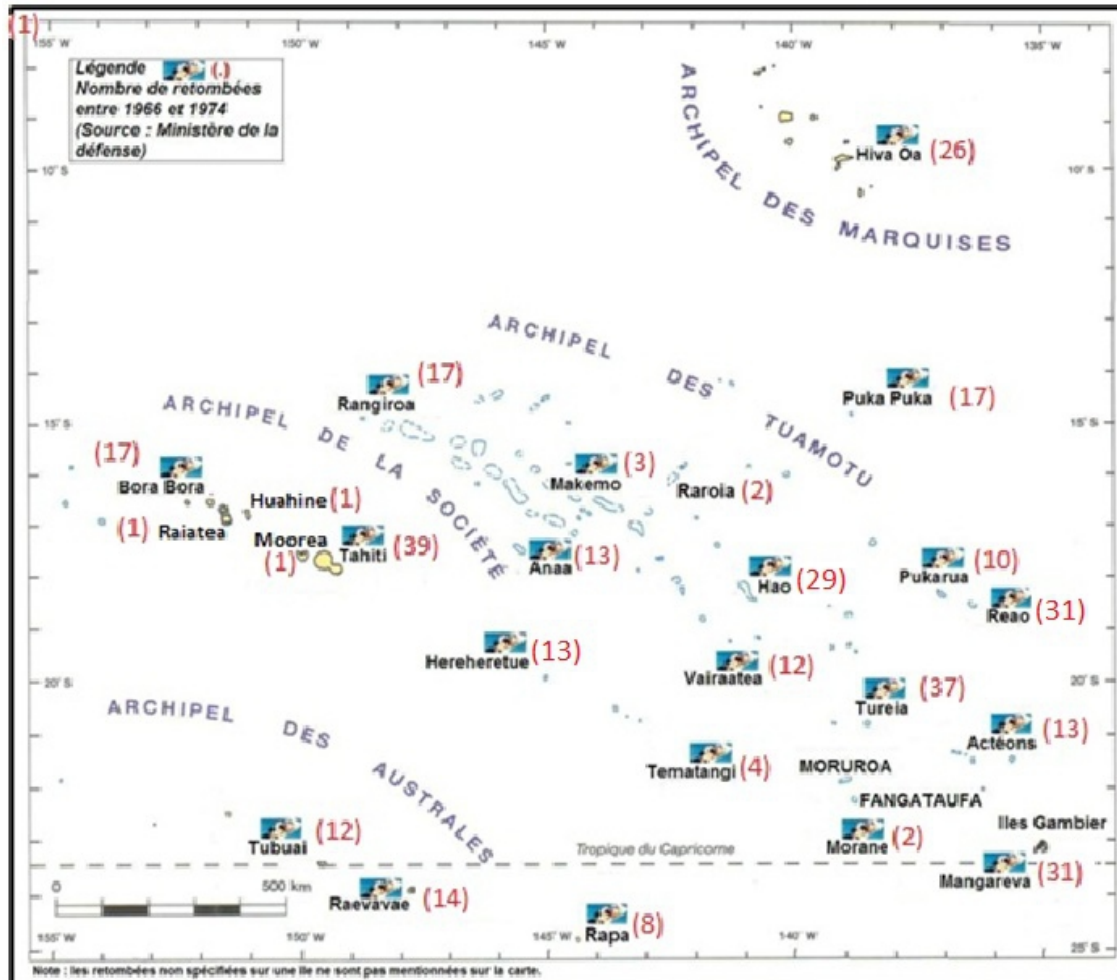 (1)
155° W
150° W
145° W
140° W
135° W
Légende (.)
Nombre de retombées
entre 1966 et 1974
(Source : Ministère de la
défense)
ARCHIPEL DES MARQUISES
Hiva Oa (26)
10° S
10° S
ARCHIPEL DES TUAMOTU
Rangiroa (17)
Puka Puka (17)
ARCHIPEL DE LA SOCIÉTÉ
15° S
15° S
(17)
Bora Bora
Makemo (3)
Raroia (2)
Huahine (1)
(1) Raiatea
Moorea
(1)
Tahiti (39)
Anaa (13)
Hao (29)
Pukarua (10)
Reao (31)
Hereheretue (13)
Vairaatea (12)
20° S
20° S
Tureia (37)
ARCHIPEL DES AUSTRALES
Actéons (13)
Tematangi (4)
MORUROA
FANGATAUFA
Iles Gambier
Tubuai (12)
Morane (2)
Tropique du Capricorne
Mangareva (31)
0 500 km
Raevavae (14)
Rapa (8)
155° W
150° W
145° W
140° W
25° S
Note : les retombées non spécifiées sur une île ne sont pas mentionnées sur la carte.